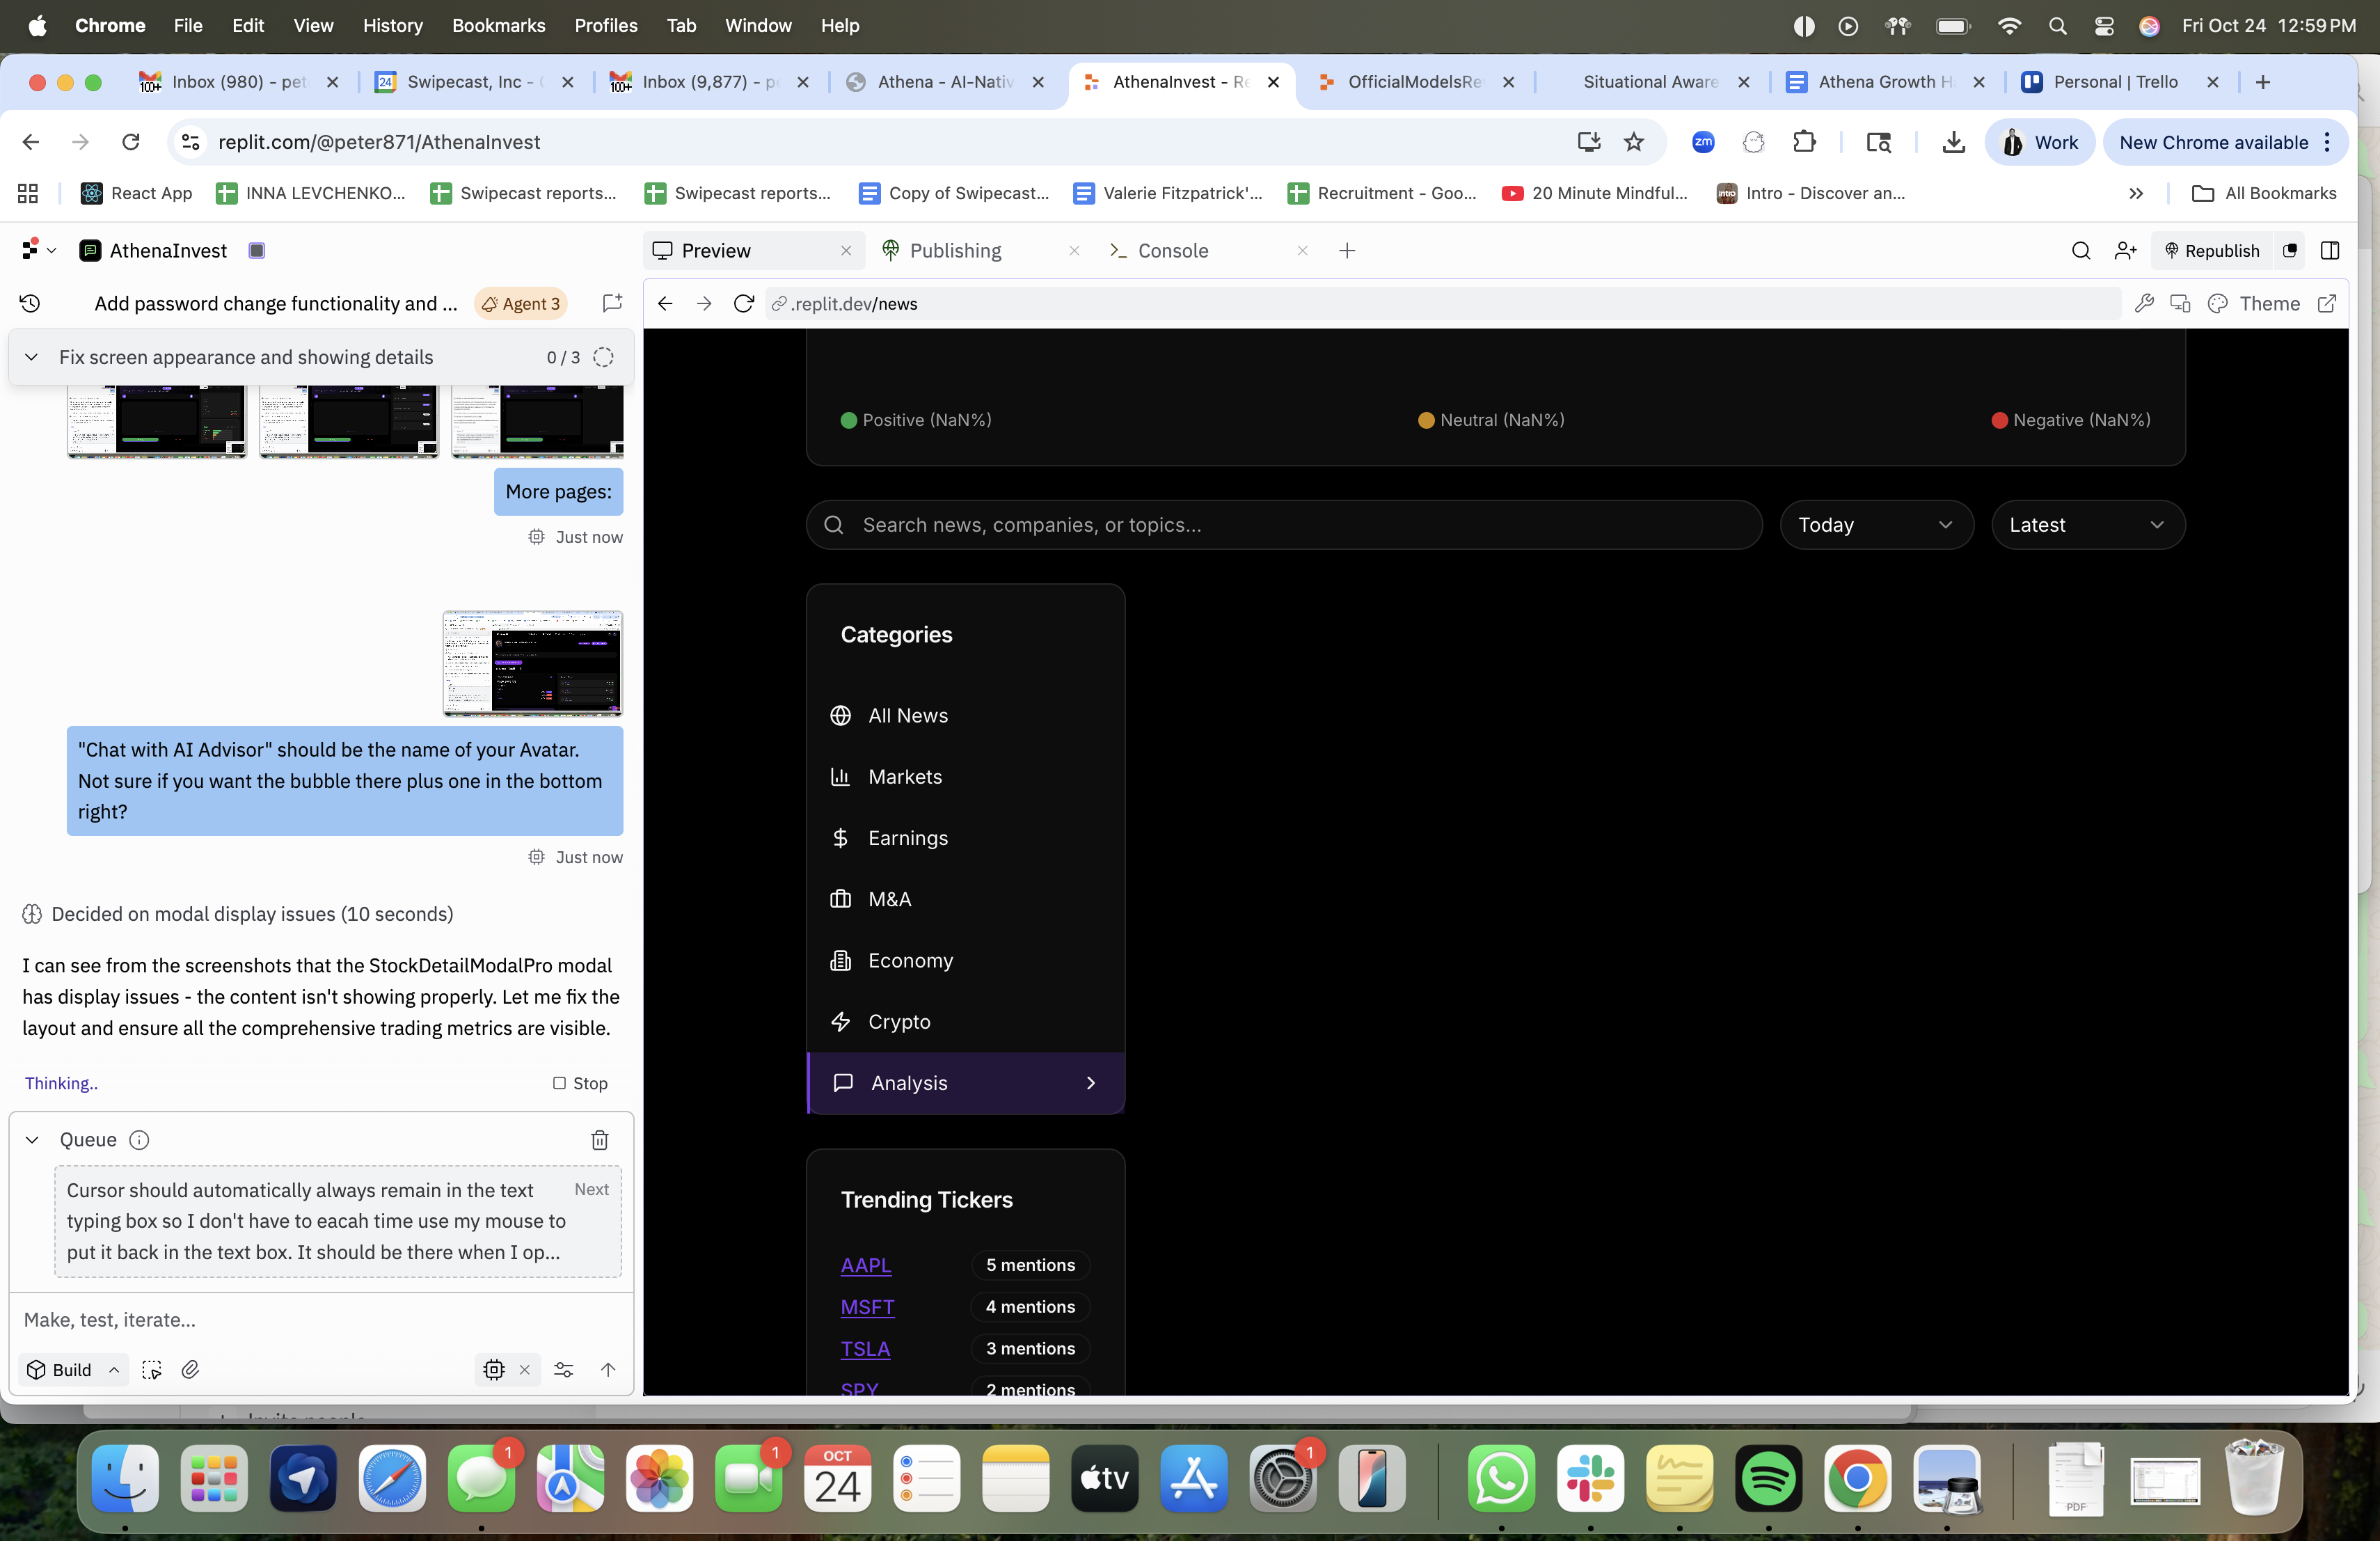 Chrome File Edit View History Bookmarks Profiles Tab Window Help Fri Oct 24 12:59 PM
Inbox (980) - pet 24 Swipecast, Inc - Inbox (9,877) - p Athena - AI-Nativ AthenaInvest - Re OfficialModelsRe Situational Aware Athena Growth H Personal | Trello
replit.com/@peter871/AthenaInvest zm Work New Chrome available
React App INNA LEVCHENKO... Swipecast reports... Swipecast reports... Copy of Swipecast... Valerie Fitzpatrick'... Recruitment - Goo... 20 Minute Mindful... intro Intro - Discover an... All Bookmarks
AthenaInvest Preview Publishing Console Republish
Add password change functionality and ... Agent 3
.replit.dev/news Theme
Fix screen appearance and showing details 0 / 3
More pages:
Just now
"Chat with AI Advisor" should be the name of your Avatar.
Not sure if you want the bubble there plus one in the bottom
right?
Just now
Decided on modal display issues (10 seconds)
I can see from the screenshots that the StockDetailModalPro modal
has display issues - the content isn't showing properly. Let me fix the
layout and ensure all the comprehensive trading metrics are visible.
Thinking.. Stop
Queue
Cursor should automatically always remain in the text Next
typing box so I don't have to eacah time use my mouse to
put it back in the text box. It should be there when I op...
Make, test, iterate...
Build
Positive (NaN%) Neutral (NaN%) Negative (NaN%)
Search news, companies, or topics... Today Latest
Categories
All News
Markets
Earnings
M&A
Economy
Crypto
Analysis
Trending Tickers
AAPL 5 mentions
MSFT 4 mentions
TSLA 3 mentions
SPY 2 mentions
Invite people
1 1 OCT 24 tv 1 PDF